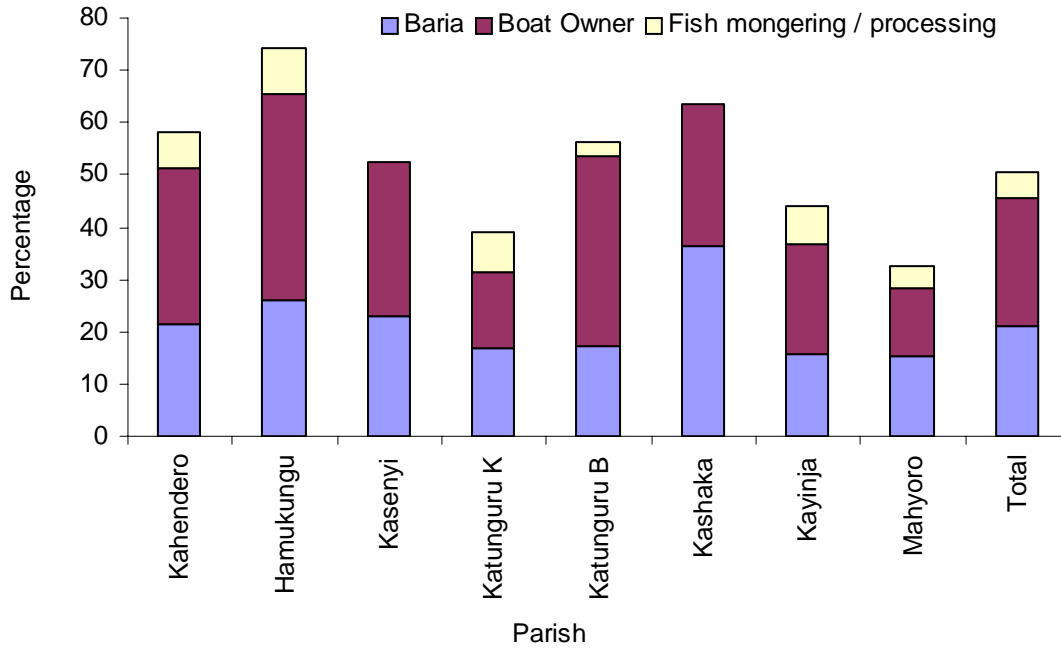 Baria Boat Owner Fish mongering / processing
80
70
60
50
40
30
20
10
0
Percentage
Kahendero
Hamukungu
Kasenyi
Katunguru K
Katunguru B
Kashaka
Kayinja
Mahyoro
Total
Parish